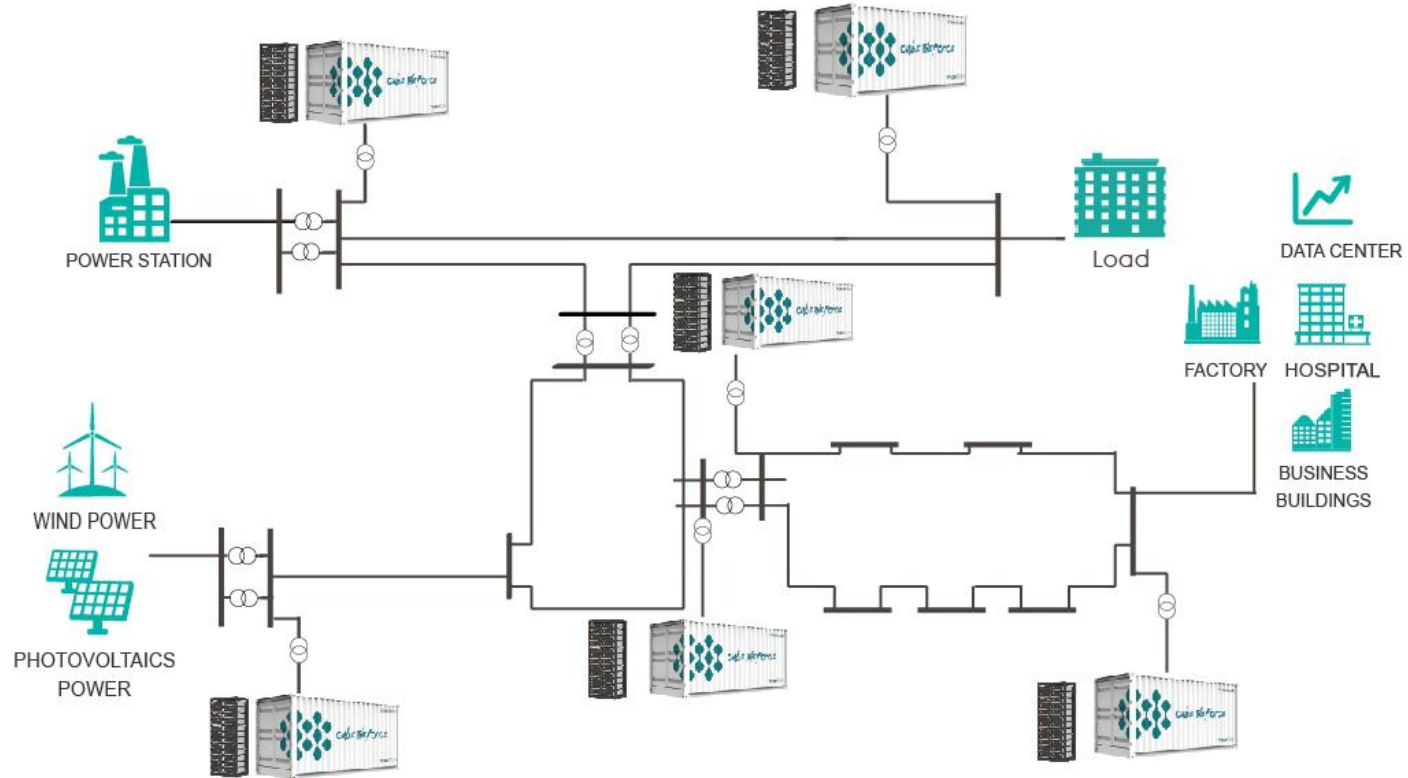 POWER STATION
Load
DATA CENTER
FACTORY
HOSPITAL
BUSINESS
BUILDINGS
WIND POWER
PHOTOVOLTAICS
POWER